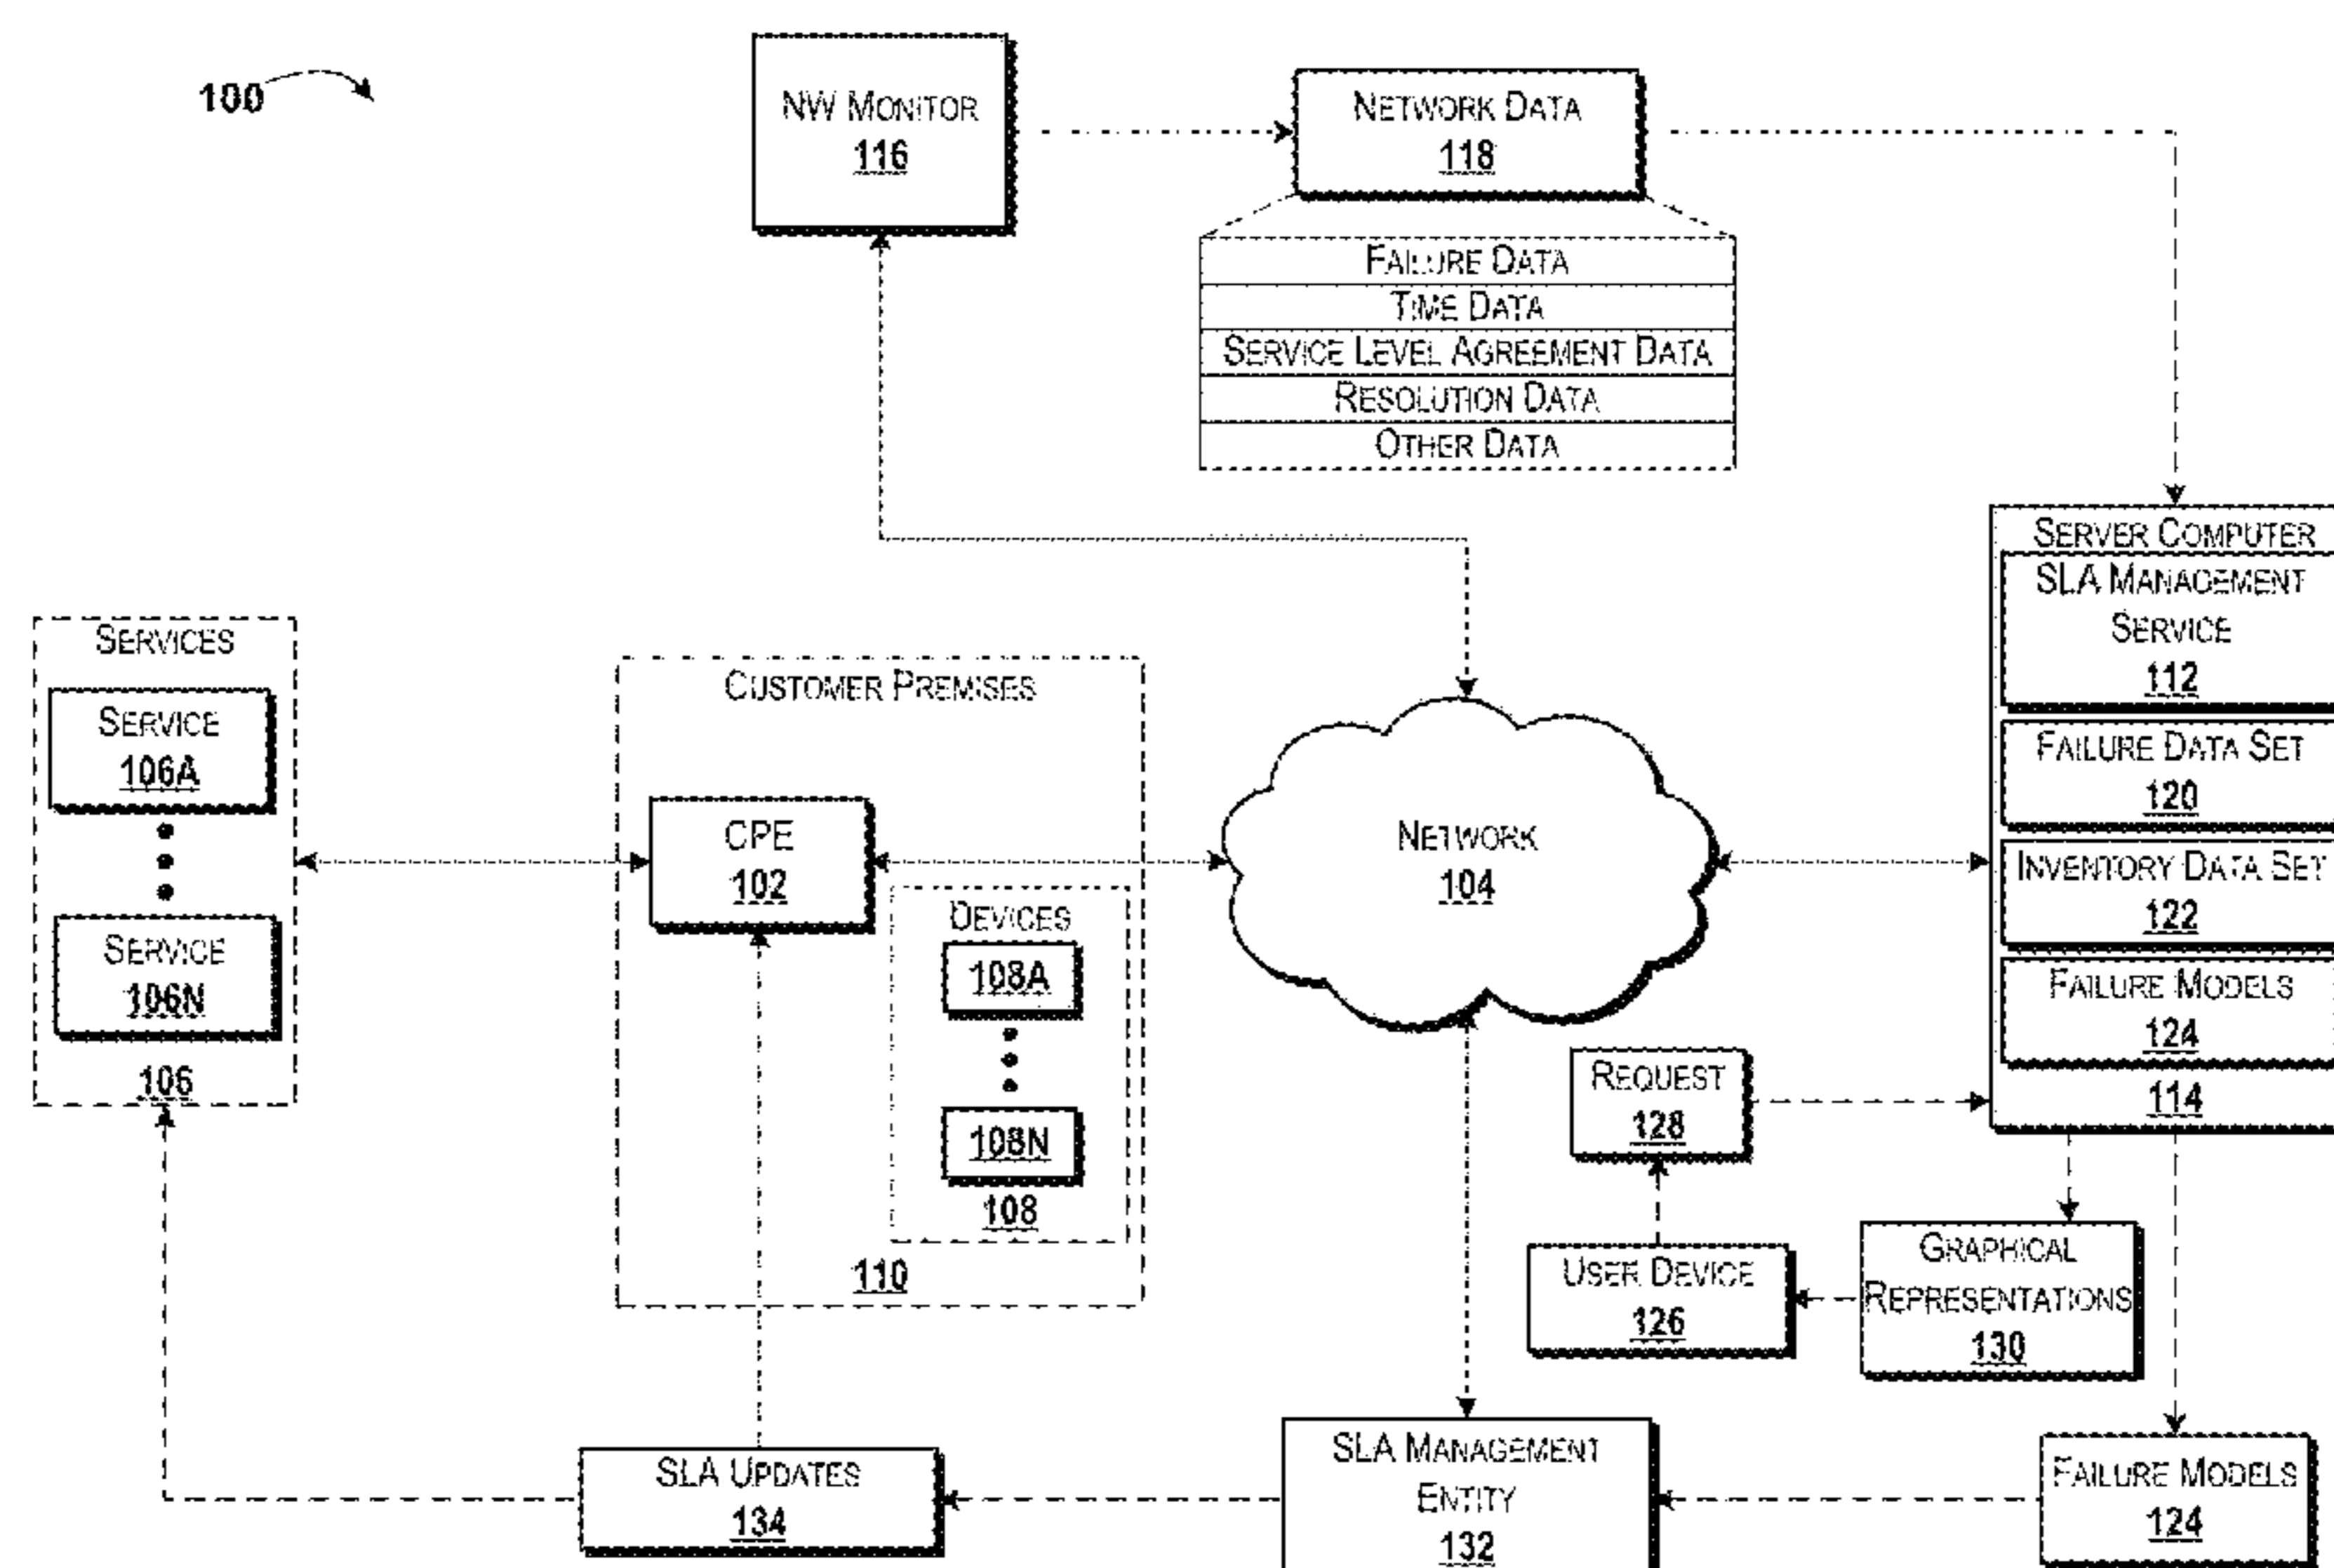 100
NW MONITOR
116
NETWORK DATA
118
FAILURE DATA
TIME DATA
SERVICE LEVEL AGREEMENT DATA
RESOLUTION DATA
OTHER DATA
SERVER COMPUTER
SLA MANAGEMENT
SERVICE
112
FAILURE DATA SET
120
INVENTORY DATA SET
122
FAILURE MODELS
124
114
SERVICES
SERVICE
106A
SERVICE
106N
106
CUSTOMER PREMISES
CPE
102
DEVICES
108A
108N
108
110
NETWORK
104
REQUEST
128
USER DEVICE
126
GRAPHICAL
REPRESENTATIONS
130
SLA UPDATES
134
SLA MANAGEMENT
ENTITY
132
FAILURE MODELS
124